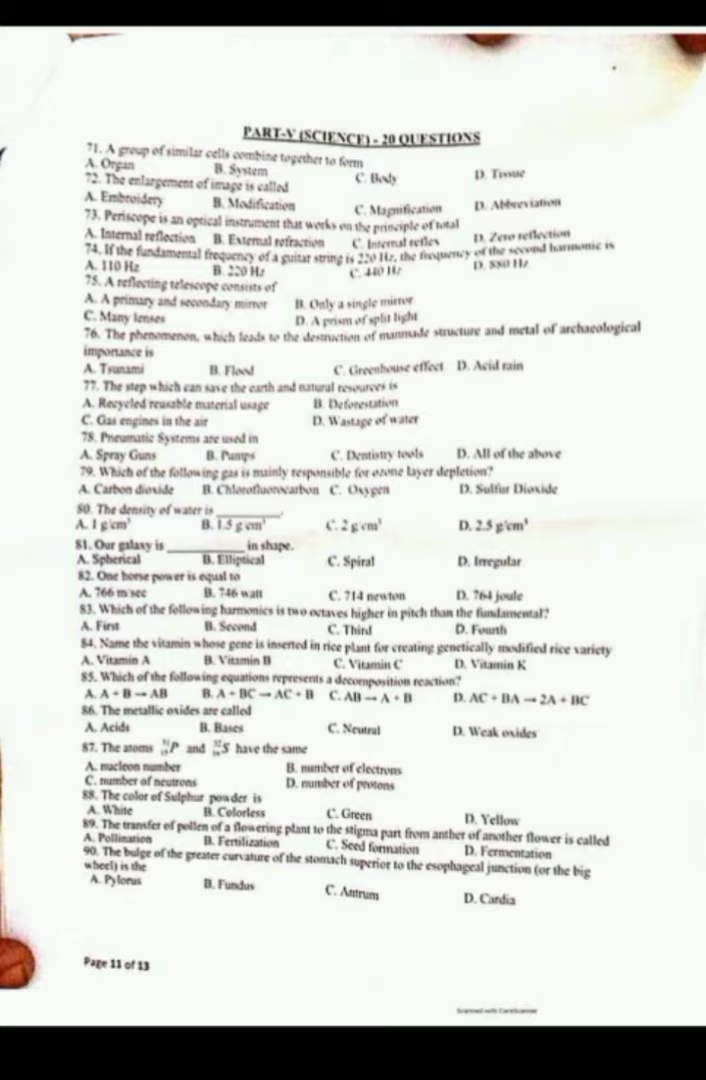 PART-V (SCIENCE) - 20 QUESTIONS
71. A group of similar cells combine together to form
A. Organ B. System C. Body D. Tissue
72. The enlargement of image is called
A. Embroidery B. Modification C. Magnification D. Abbreviation
73. Periscope is an optical instrument that works on the principle of total
A. Internal reflection B. External refraction C. Internal reflex D. Zero reflection
74. If the fundamental frequency of a guitar string is 220 Hz, the frequency of the second harmonic is
A. 110 Hz B. 220 Hz C. 440 Hz D. 880 Hz
75. A reflecting telescope consists of
A. A primary and secondary mirror B. Only a single mirror
C. Many lenses D. A prism of split light
76. The phenomenon, which leads to the destruction of manmade structure and metal of archaeological
importance is
A. Tsunami B. Flood C. Greenhouse effect D. Acid rain
77. The step which can save the earth and natural resources is
A. Recycled reusable material usage B. Deforestation
C. Gas engines in the air D. Wastage of water
78. Pneumatic Systems are used in
A. Spray Guns B. Pumps C. Dentistry tools D. All of the above
79. Which of the following gas is mainly responsible for ozone layer depletion?
A. Carbon dioxide B. Chlorofluorocarbon C. Oxygen D. Sulfur Dioxide
80. The density of water is ___________.
A. 1 g/cm³ B. 1.5 g/cm³ C. 2 g/cm³ D. 2.5 g/cm³
81. Our galaxy is ___________ in shape.
A. Spherical B. Elliptical C. Spiral D. Irregular
82. One horse power is equal to
A. 766 m/sec B. 746 watt C. 714 newton D. 764 joule
83. Which of the following harmonics is two octaves higher in pitch than the fundamental?
A. First B. Second C. Third D. Fourth
84. Name the vitamin whose gene is inserted in rice plant for creating genetically modified rice variety
A. Vitamin A B. Vitamin B C. Vitamin C D. Vitamin K
85. Which of the following equations represents a decomposition reaction?
A. A + B → AB B. A + BC → AC + B C. AB → A + B D. AC + BA → 2A + BC
86. The metallic oxides are called
A. Acids B. Bases C. Neutral D. Weak oxides
87. The atoms P and S have the same
A. nucleon number B. number of electrons
C. number of neutrons D. number of protons
88. The color of Sulphur powder is
A. White B. Colorless C. Green D. Yellow
89. The transfer of pollen of a flowering plant to the stigma part from anther of another flower is called
A. Pollination B. Fertilization C. Seed formation D. Fermentation
90. The bulge of the greater curvature of the stomach superior to the esophageal junction (or the big
wheel) is the
A. Pylorus B. Fundus C. Antrum D. Cardia
Page 11 of 13
Scanned with CamScanner